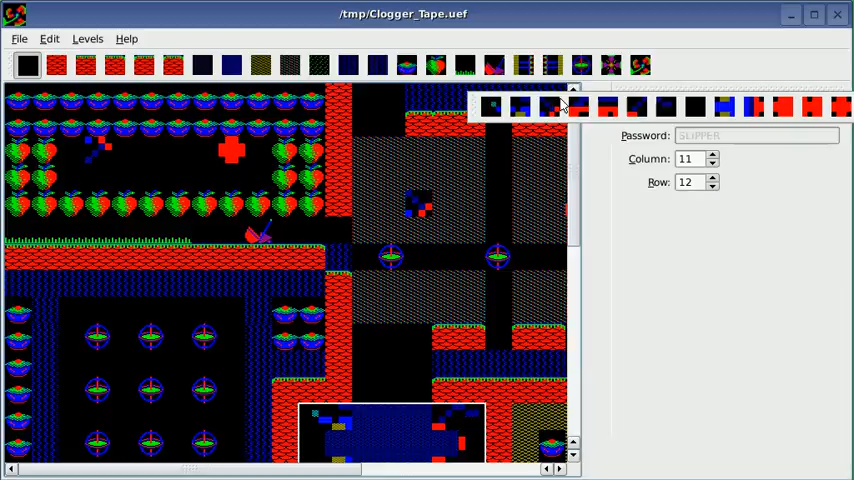 /tmp/Clogger_Tape.uef
File Edit Levels Help
Password: SLIPPER
Column: 11
Row: 12